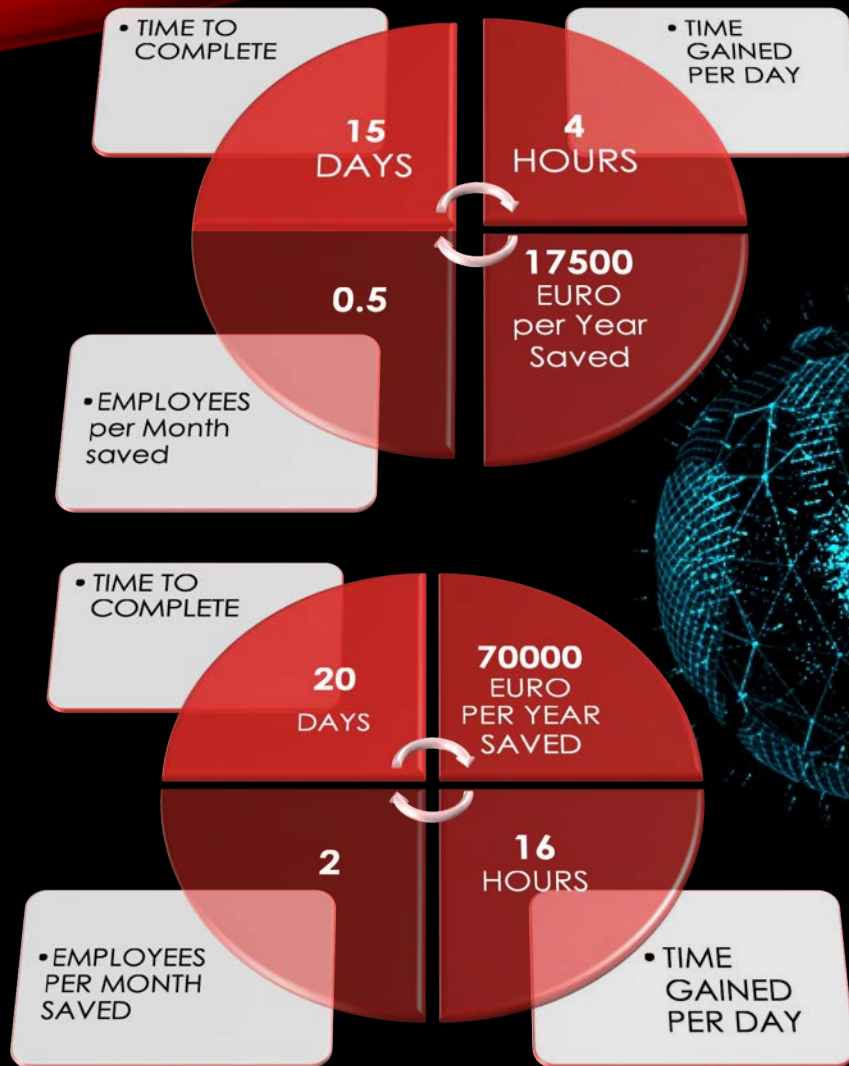 • TIME TO
COMPLETE
• TIME
GAINED
PER DAY
15
DAYS
4
HOURS
0.5
17500
EURO
per Year
Saved
• EMPLOYEES
per Month
saved
• TIME TO
COMPLETE
20
DAYS
70000
EURO
PER YEAR
SAVED
2
16
HOURS
• EMPLOYEES
PER MONTH
SAVED
• TIME
GAINED
PER DAY